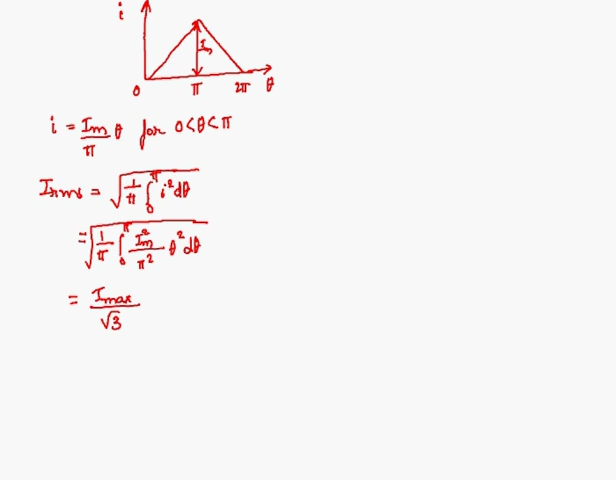 i
Im
0 π 2π θ
i = Im/π θ for 0<θ<π
Irms = √(1/π ∫₀^π i² dθ)
= √(1/π ∫₀^π Im²/π² θ² dθ)
= Imax/√3